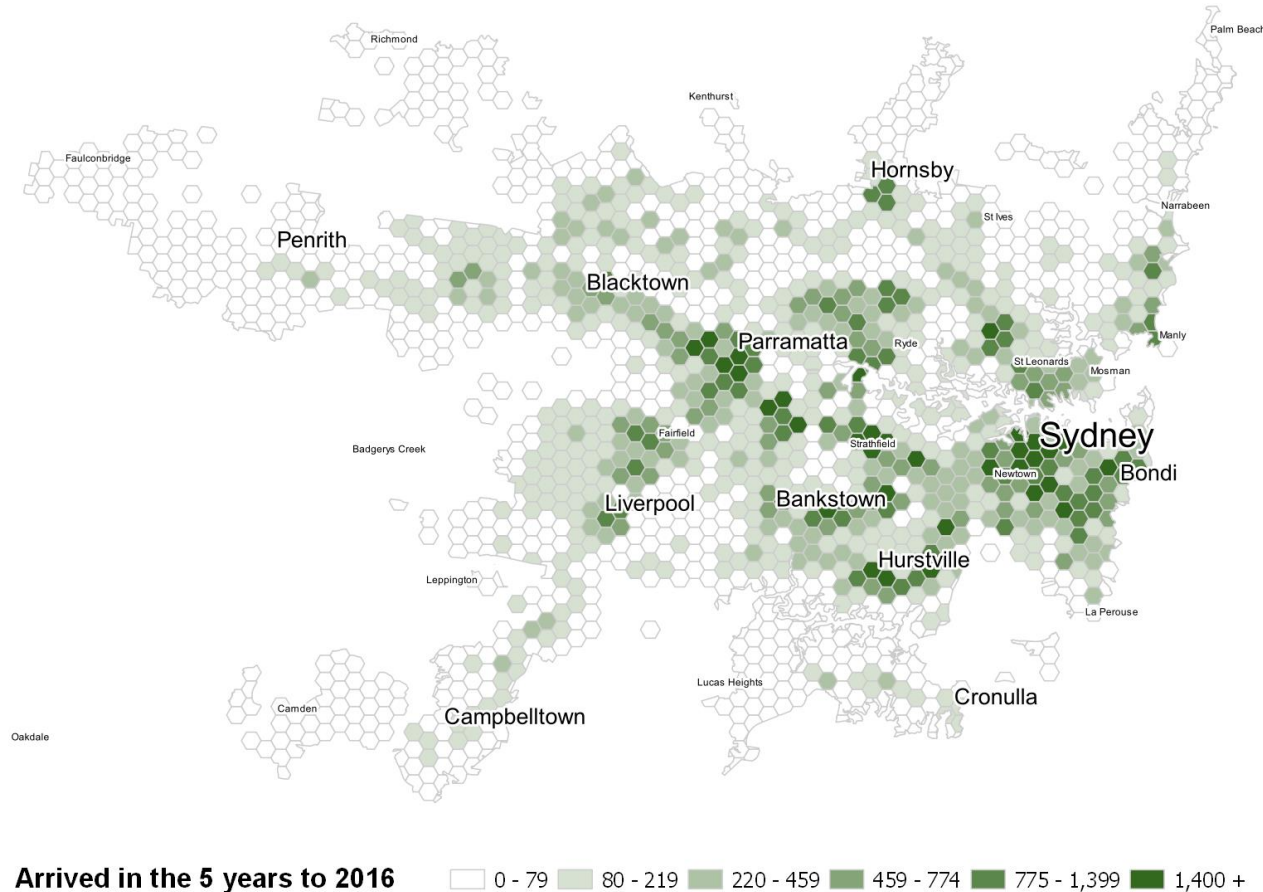 Palm Beach
Richmond
Kenthurst
Faulconbridge
Hornsby
Narrabeen
St Ives
Penrith
Blacktown
Manly
Parramatta
Ryde
St Leonards
Mosman
Fairfield
Sydney
Strathfield
Badgerys Creek
Newtown
Bondi
Liverpool
Bankstown
Hurstville
Leppington
La Perouse
Lucas Heights
Cronulla
Camden
Campbelltown
Oakdale
Arrived in the 5 years to 2016 0 - 79 80 - 219 220 - 459 459 - 774 775 - 1,399 1,400 +